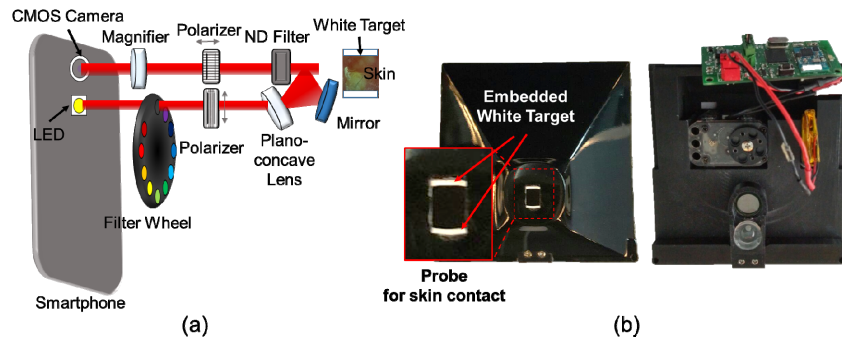 CMOS Camera
Magnifier
Polarizer
ND Filter
White Target
Skin
LED
Polarizer
Plano-
concave
Lens
Mirror
Filter Wheel
Smartphone
(a)
Embedded
White Target
Probe
for skin contact
(b)